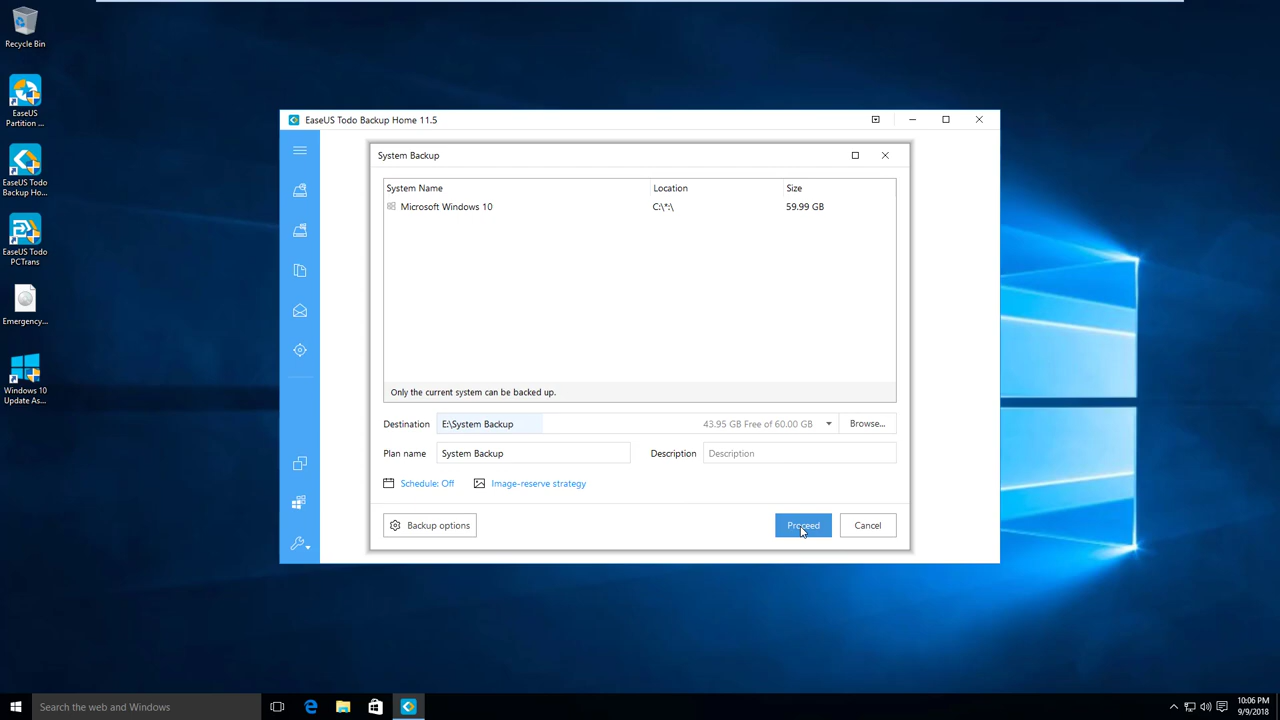 Recycle Bin
EaseUS
Partition ...
EaseUS Todo
Backup Ho...
EaseUS Todo
PCTrans
Emergency...
Windows 10
Update As...
EaseUS Todo Backup Home 11.5
System Backup
System Name Location Size
Microsoft Windows 10 C:\*:\ 59.99 GB
Only the current system can be backed up.
Destination E:\System Backup 43.95 GB Free of 60.00 GB Browse...
Plan name System Backup Description Description
Schedule: Off Image-reserve strategy
Backup options Proceed Cancel
Search the web and Windows
10:06 PM
9/9/2018